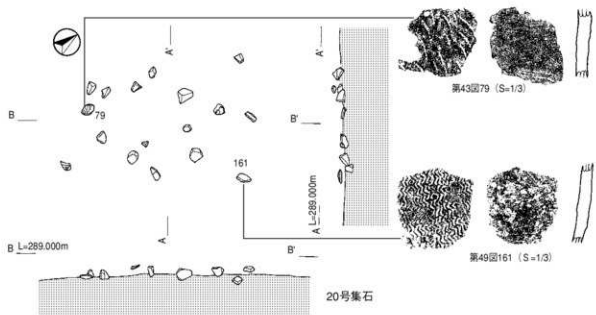 A'
A'
第43図79（S=1/3）
79
B
B'
161
L=289.000m
A
A
B L=289.000m
B'
第49図161（S=1/3）
20号集石